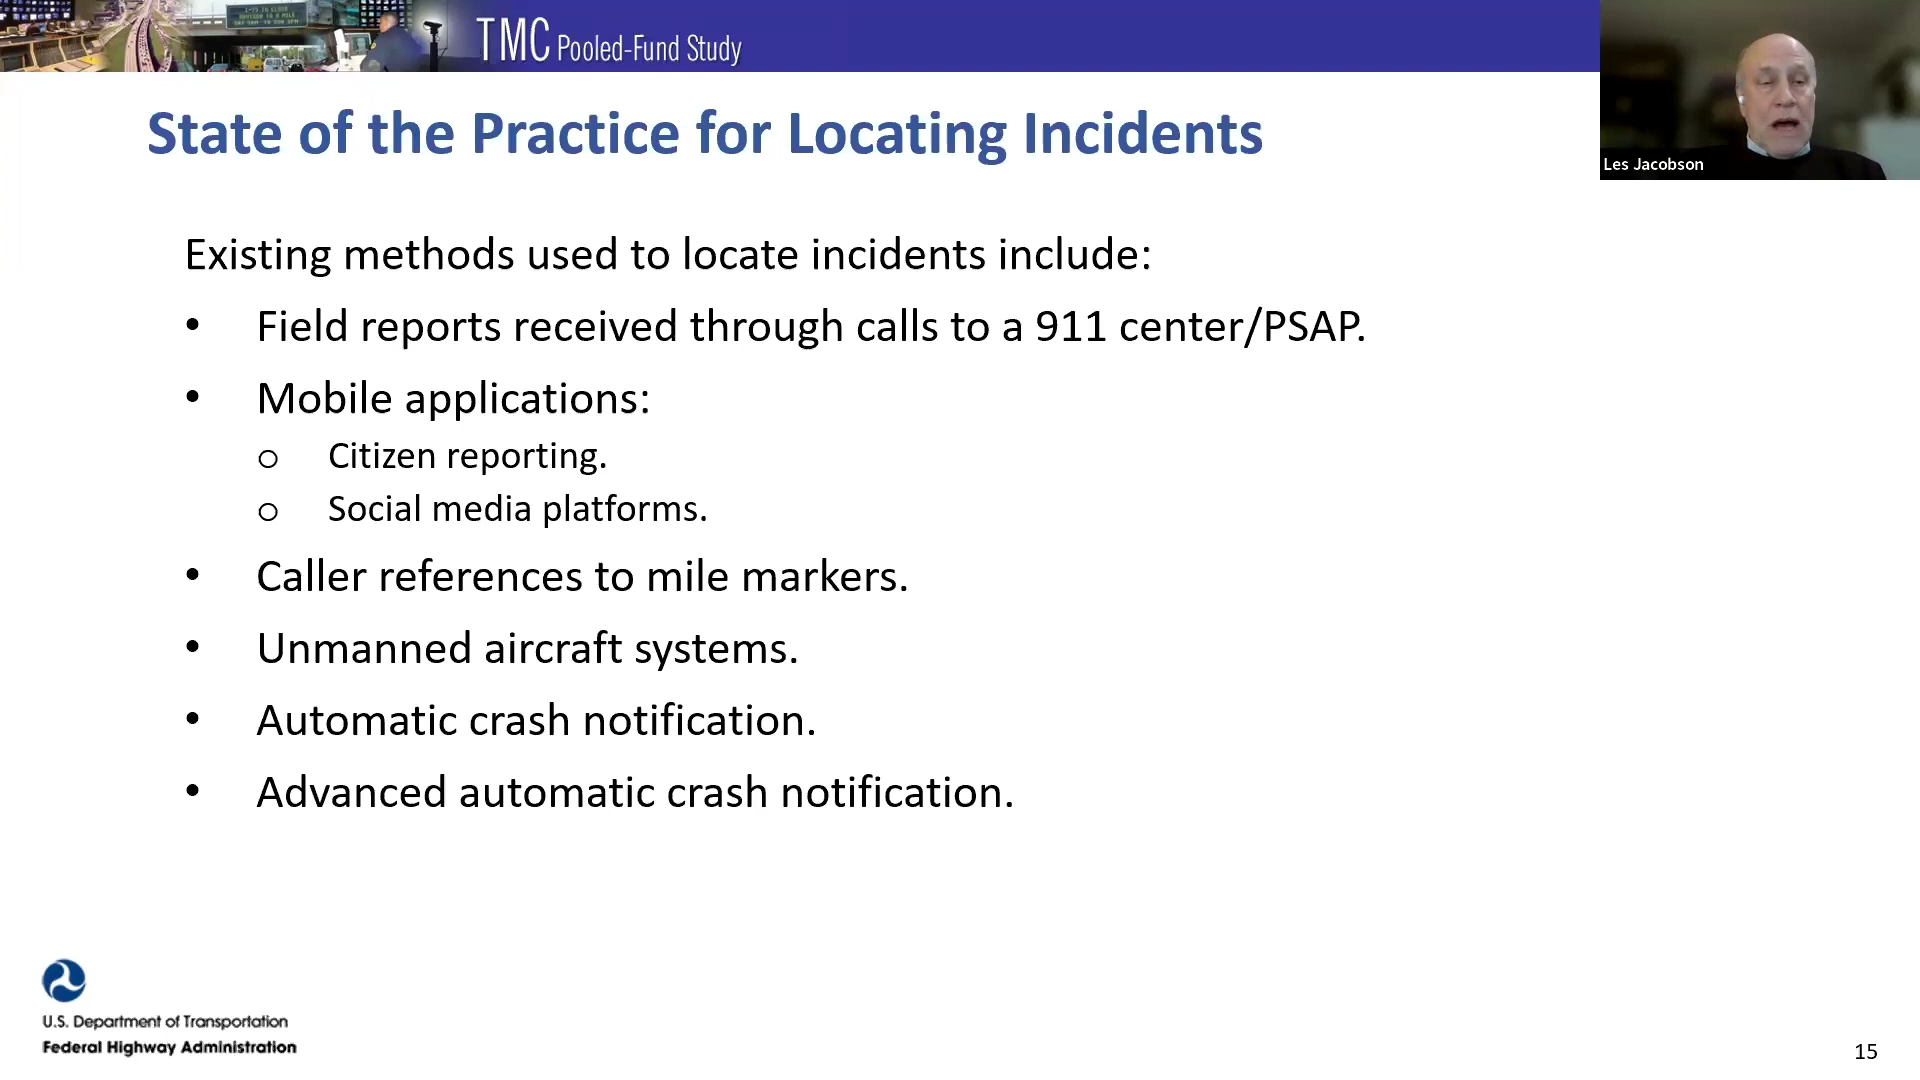 TMC Pooled-Fund Study
State of the Practice for Locating Incidents
Les Jacobson
Existing methods used to locate incidents include:
• Field reports received through calls to a 911 center/PSAP.
• Mobile applications:
o Citizen reporting.
o Social media platforms.
• Caller references to mile markers.
• Unmanned aircraft systems.
• Automatic crash notification.
• Advanced automatic crash notification.
U.S. Department of Transportation
Federal Highway Administration
15